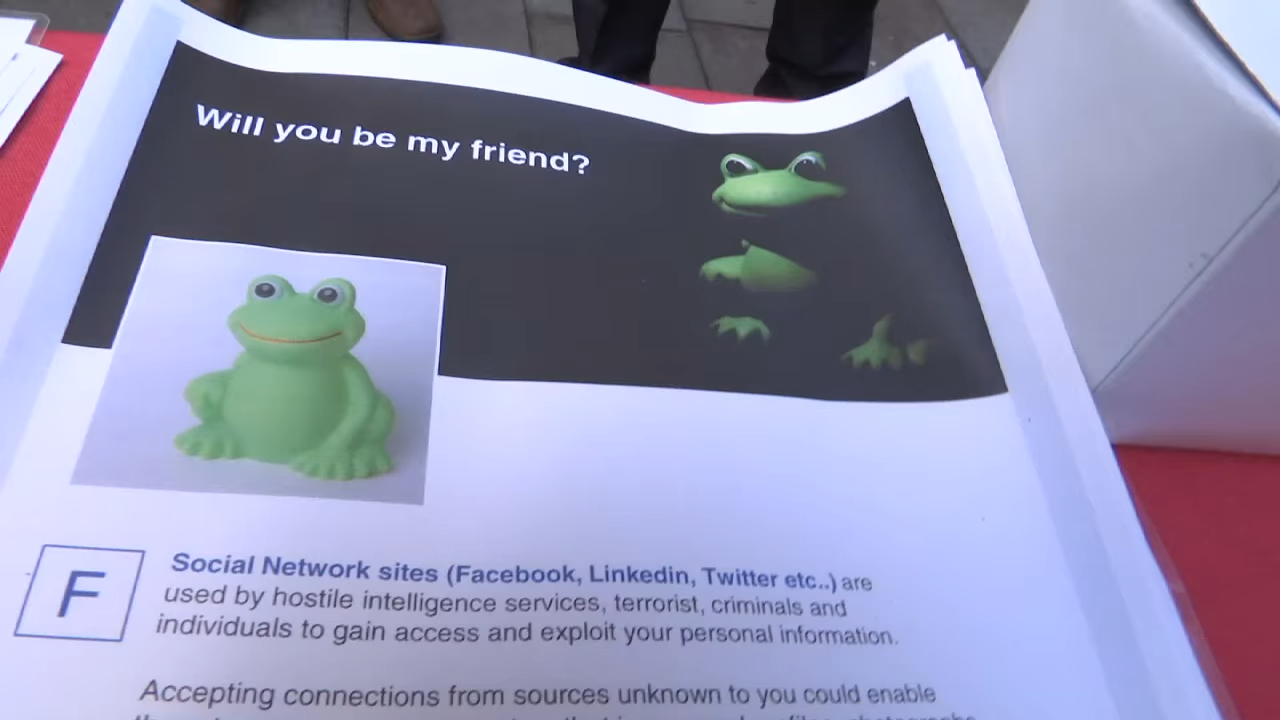 Will you be my friend?
F
Social Network sites (Facebook, Linkedin, Twitter etc..) are
used by hostile intelligence services, terrorist, criminals and
individuals to gain access and exploit your personal information.
Accepting connections from sources unknown to you could enable